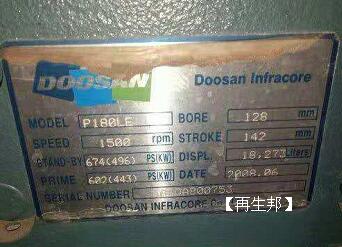 DOOSAN Doosan Infracore
MODEL P180LE BORE 128 mm
SPEED 1500 rpm STROKE 142 mm
STAND-BY 674(496) PS(KW) DISPL. 18,273 Liters
PRIME 602(443) PS(KW) DATE 2008.06
SERIAL NUMBER
DOOSAN INFRACORE Co
【再生邦】